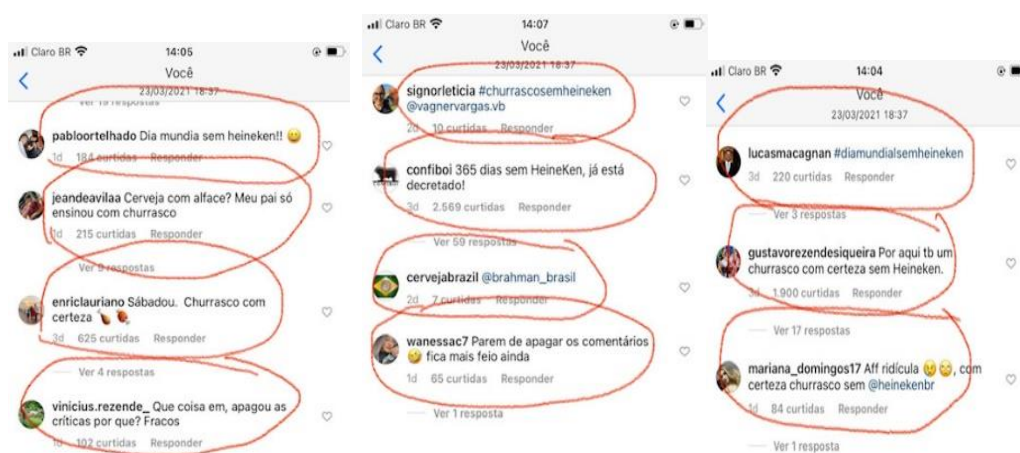 Claro BR
14:05
Você
23/03/2021 18:37
Ver 19 respostas
pabloortelhado Dia mundia sem heineken!!
1d 184 curtidas Responder
jeandeavilaa Cerveja com alface? Meu pai só
ensinou com churrasco
1d 215 curtidas Responder
Ver 9 respostas
enriclauriano Sábadou. Churrasco com
certeza
3d 625 curtidas Responder
Ver 4 respostas
vinicius.rezende_ Que coisa em, apagou as
críticas por que? Fracos
1d 102 curtidas Responder
Claro BR
14:07
Você
23/03/2021 18:37
signorleticia #churrascosemheineken
@vagnervargas.vb
2d 10 curtidas Responder
confiboi 365 dias sem HeineKen, já está
decretado!
3d 2.569 curtidas Responder
Ver 59 respostas
cervejabrazil @brahman_brasil
2d 7 curtidas Responder
wanessac7 Parem de apagar os comentários
fica mais feio ainda
1d 65 curtidas Responder
Ver 1 resposta
Claro BR
14:04
Você
23/03/2021 18:37
lucasmacagnan #diamundialsemheineken
3d 220 curtidas Responder
Ver 3 respostas
gustavorezendesiqueira Por aqui tb um
churrasco com certeza sem Heineken.
3d 1.900 curtidas Responder
Ver 17 respostas
mariana_domingos17 Aff ridícula , com
certeza churrasco sem @heinekenbr
1d 84 curtidas Responder
Ver 1 resposta